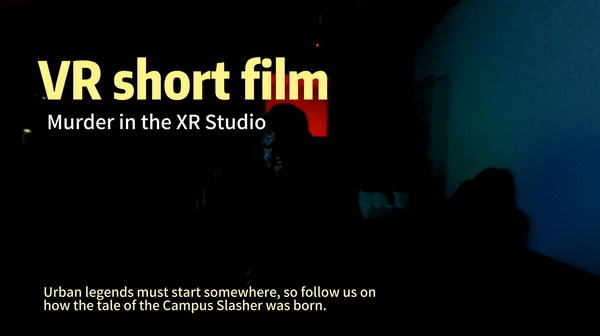 VR short film
Murder in the XR Studio
Urban legends must start somewhere, so follow us on
how the tale of the Campus Slasher was born.